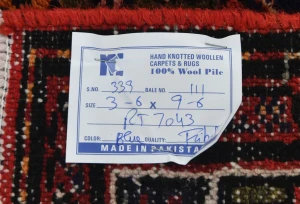 HAND KNOTTED WOOLLEN
CARPETS & RUGS
100% Wool Pile
S.NO. 339 BALE NO. 111
SIZE 3-6 x 9-6
RT 7043
COLOR: Blue QUALITY:
MADE IN PAKISTAN